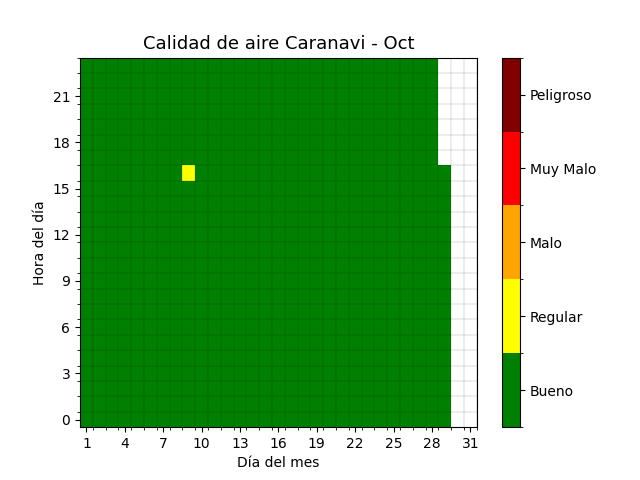 Calidad de aire Caranavi - Oct
Hora del día
21
18
15
12
9
6
3
0
1 4 7 10 13 16 19 22 25 28 31
Día del mes
Peligroso
Muy Malo
Malo
Regular
Bueno